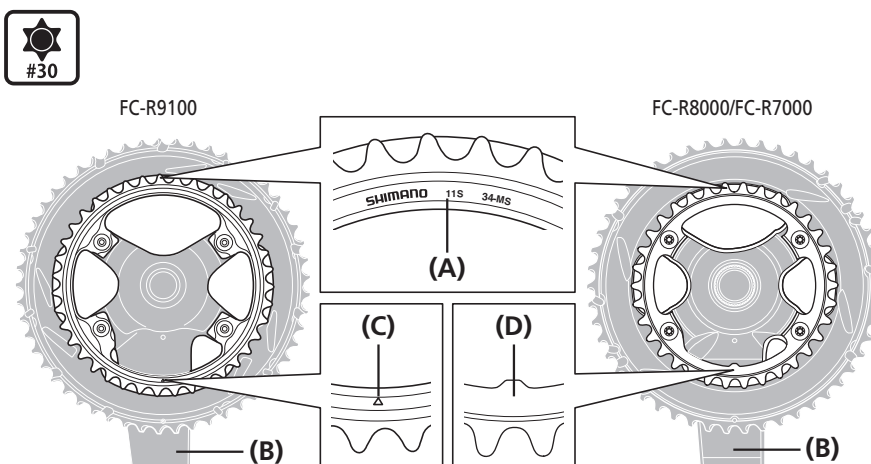 #30
FC-R9100
FC-R8000/FC-R7000
SHIMANO 11S 34-MS
(A)
(C)
(D)
(B)
(B)